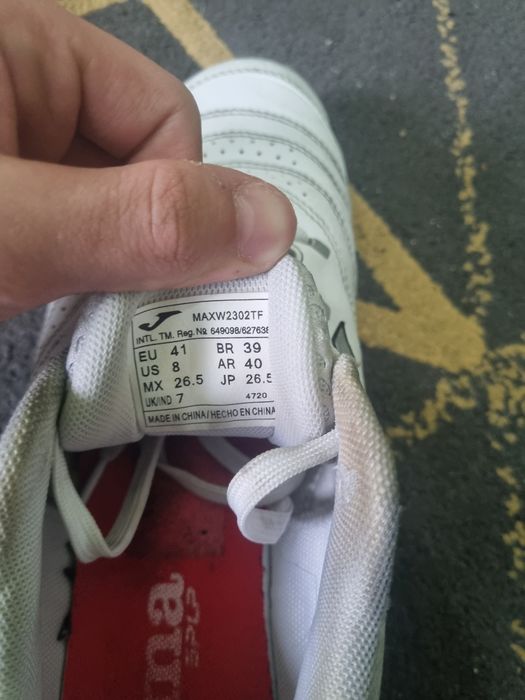 MAXW2302TF
INTL. TM. Reg. № 649098/627638
EU 41 BR 39
US 8 AR 40
MX 26.5 JP 26.5
UK/IND 7 4720
MADE IN CHINA/HECHO EN CHINA
ma